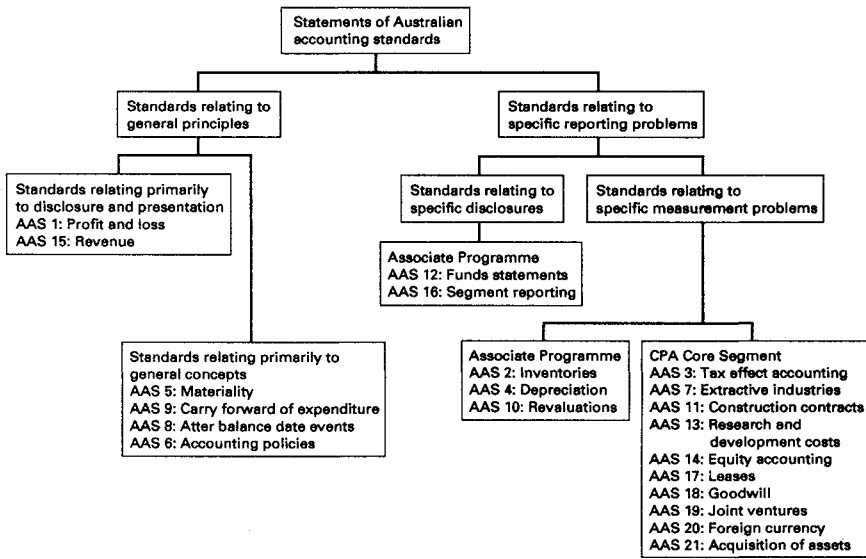 Statements of Australian
accounting standards
Standards relating to
general principles
Standards relating to
specific reporting problems
Standards relating primarily
to disclosure and presentation
AAS 1: Profit and loss
AAS 15: Revenue
Standards relating to
specific disclosures
Standards relating to
specific measurement problems
Associate Programme
AAS 12: Funds statements
AAS 16: Segment reporting
Standards relating primarily to
general concepts
AAS 5: Materiality
AAS 9: Carry forward of expenditure
AAS 8: Atter balance date events
AAS 6: Accounting policies
Associate Programme
AAS 2: Inventories
AAS 4: Depreciation
AAS 10: Revaluations
CPA Core Segment
AAS 3: Tax effect accounting
AAS 7: Extractive industries
AAS 11: Construction contracts
AAS 13: Research and
development costs
AAS 14: Equity accounting
AAS 17: Leases
AAS 18: Goodwill
AAS 19: Joint ventures
AAS 20: Foreign currency
AAS 21: Acquisition of assets